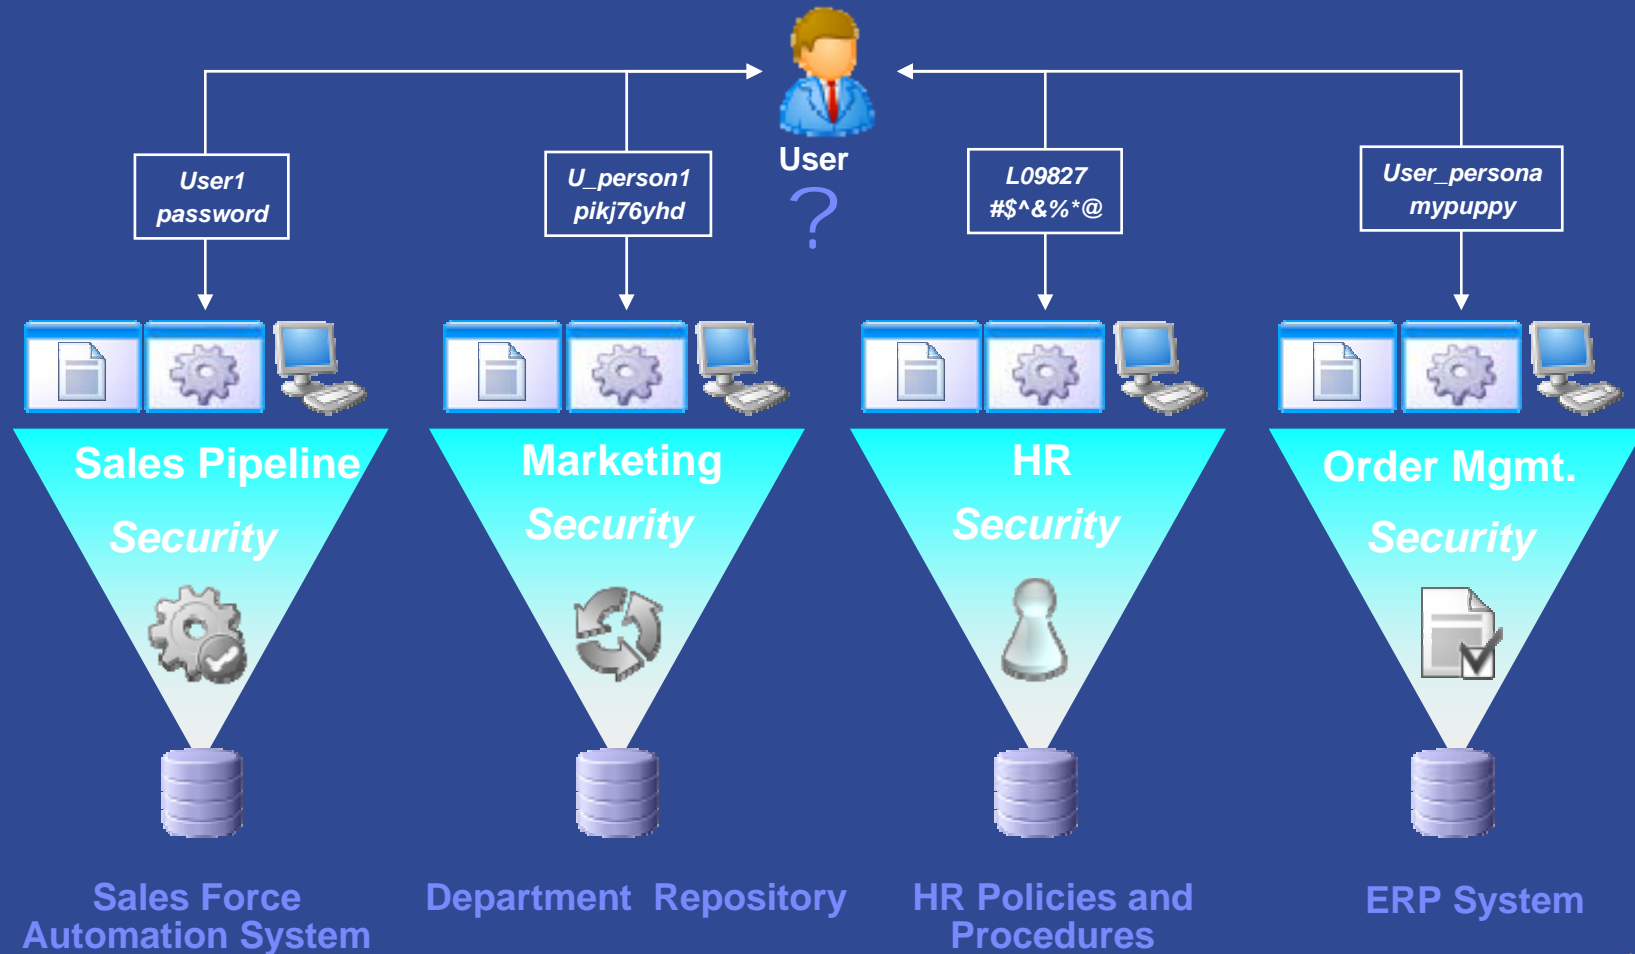 User
?
User1
password
U_person1
pikj76yhd
L09827
#$^&%*@
User_persona
mypuppy
Sales Pipeline
Security
Marketing
Security
HR
Security
Order Mgmt.
Security
Sales Force
Automation System
Department  Repository
HR Policies and
Procedures
ERP System